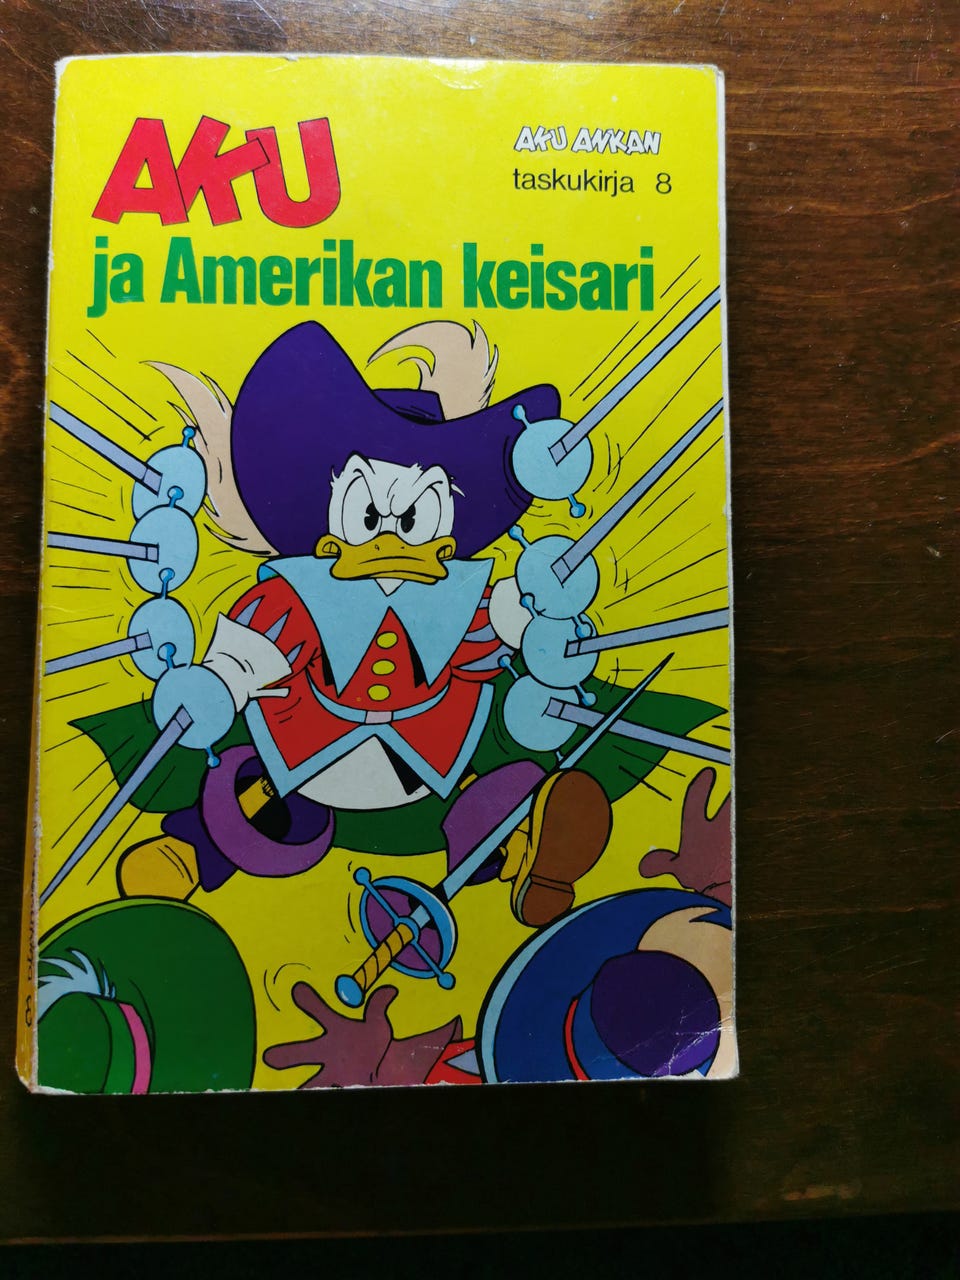 AKU
ja Amerikan keisari
AKU ANKAN
taskukirja 8